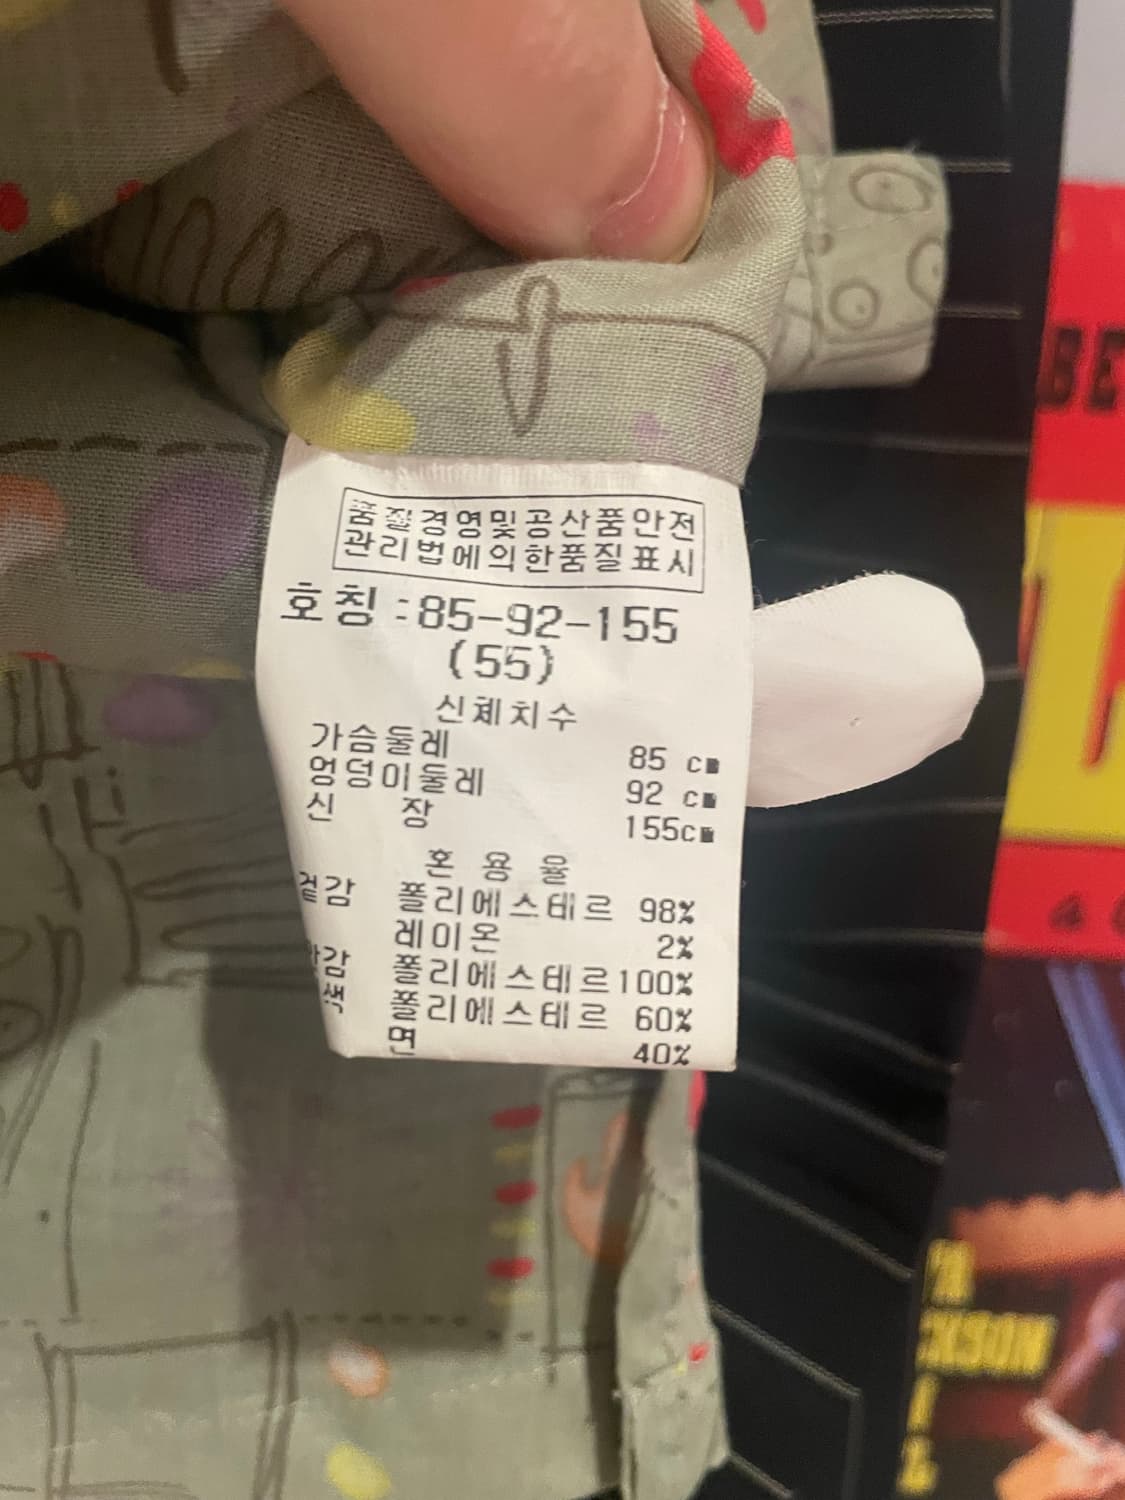 품질경영및공산품안전
관리법에의한품질표시
호칭:85-92-155
(55)
신체치수
가슴둘레 85 cm
엉덩이둘레 92 cm
신 장 155cm
혼 용 율
겉감 폴리에스테르 98%
레이온 2%
감 폴리에스테르100%
색 폴리에스테르 60%
면 40%
BE
KSON